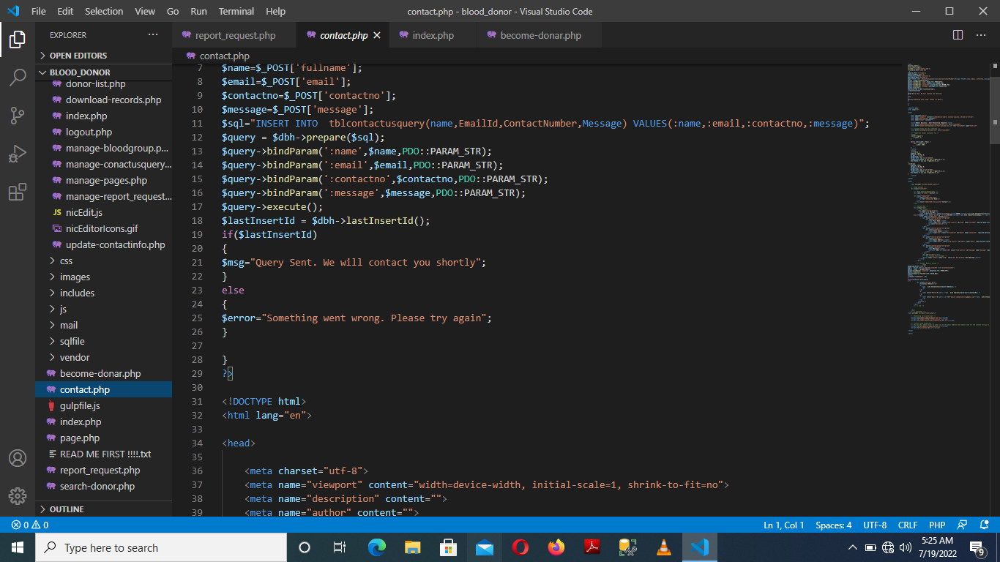 File Edit Selection View Go Run Terminal Help
contact.php - blood_donor - Visual Studio Code
EXPLORER
report_request.php
contact.php
index.php
become-donar.php
OPEN EDITORS
contact.php
BLOOD_DONOR
donor-list.php
download-records.php
index.php
logout.php
manage-bloodgroup.p...
manage-conactusquery...
manage-pages.php
manage-report_request...
JS nicEdit.js
nicEditorIcons.gif
update-contactinfo.php
css
images
includes
js
mail
sqlfile
vendor
become-donar.php
contact.php
gulpfile.js
index.php
page.php
READ ME FIRST !!!!.txt
report_request.php
search-donor.php
OUTLINE
7 $name=$_POST['fullname'];
8 $email=$_POST['email'];
9 $contactno=$_POST['contactno'];
10 $message=$_POST['message'];
11 $sql="INSERT INTO  tblcontactusquery(name,EmailId,ContactNumber,Message) VALUES(:name,:email,:contactno,:message)";
12 $query = $dbh->prepare($sql);
13 $query->bindParam(':name',$name,PDO::PARAM_STR);
14 $query->bindParam(':email',$email,PDO::PARAM_STR);
15 $query->bindParam(':contactno',$contactno,PDO::PARAM_STR);
16 $query->bindParam(':message',$message,PDO::PARAM_STR);
17 $query->execute();
18 $lastInsertId = $dbh->lastInsertId();
19 if($lastInsertId)
20 {
21 $msg="Query Sent. We will contact you shortly";
22 }
23 else
24 {
25 $error="Something went wrong. Please try again";
26 }
27
28 }
29 ?>
30
31 <!DOCTYPE html>
32 <html lang="en">
33
34 <head>
35
36 <meta charset="utf-8">
37 <meta name="viewport" content="width=device-width, initial-scale=1, shrink-to-fit=no">
38 <meta name="description" content="">
39 <meta name="author" content="">
0 0
Ln 1, Col 1 Spaces: 4 UTF-8 CRLF PHP
Type here to search
5:25 AM
7/19/2022
9